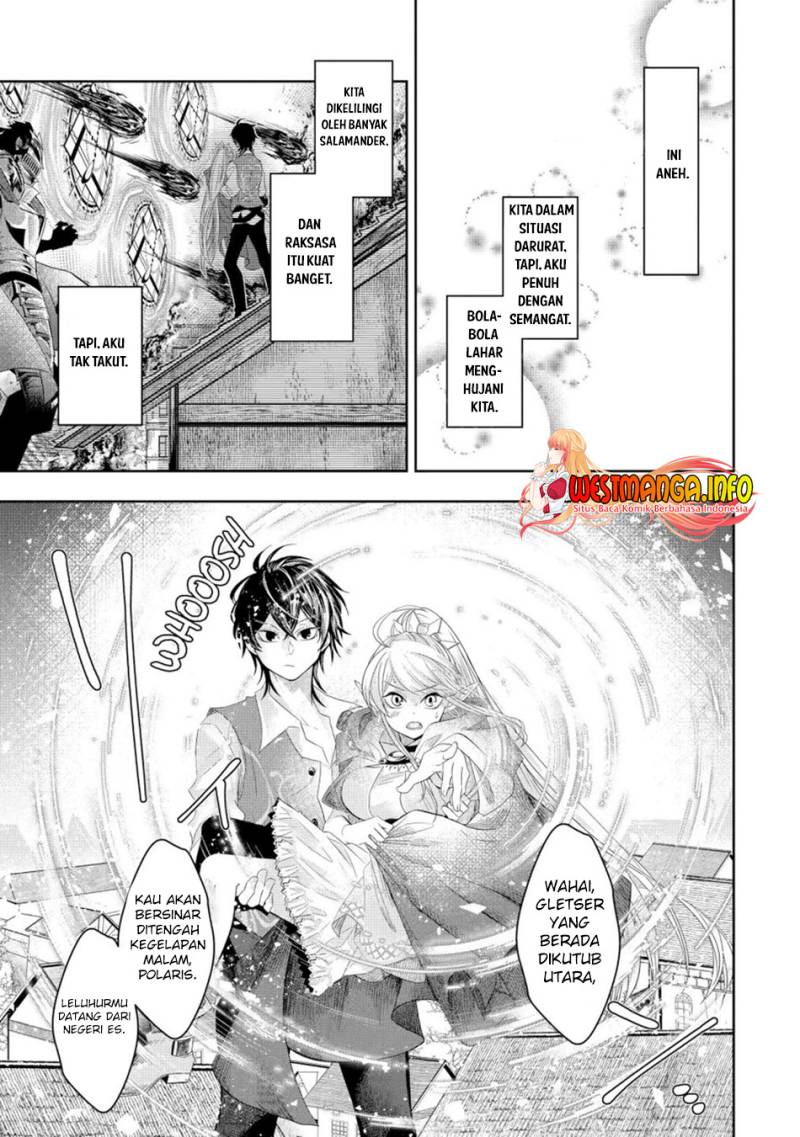 INI
ANEH.
KITA DALAM
SITUASI
DARURAT,
TAPI, AKU
PENUH
DENGAN
SEMANGAT.
BOLA-
BOLA
LAHAR
MENG-
HUJANI
KITA.
KITA
DIKELILINGI
OLEH BANYAK
SALAMANDER.
DAN
RAKSASA
ITU KUAT
BANGET.
TAPI, AKU
TAK TAKUT.
WESTMANGA.INFO
Situs Baca Komik Berbahasa Indonesia
WHOOOSH
WAHAI,
GLETSER
YANG
BERADA
DIKUTUB
UTARA,
KAU AKAN
BERSINAR
DITENGAH
KEGELAPAN
MALAM,
POLARIS.
LELUHURMU
DATANG DARI
NEGERI ES.